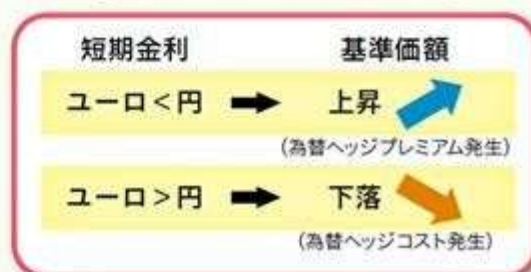 短期金利 基準価額
ユーロ<円 上昇
(為替ヘッジプレミアム発生)
ユーロ>円 下落
(為替ヘッジコスト発生)